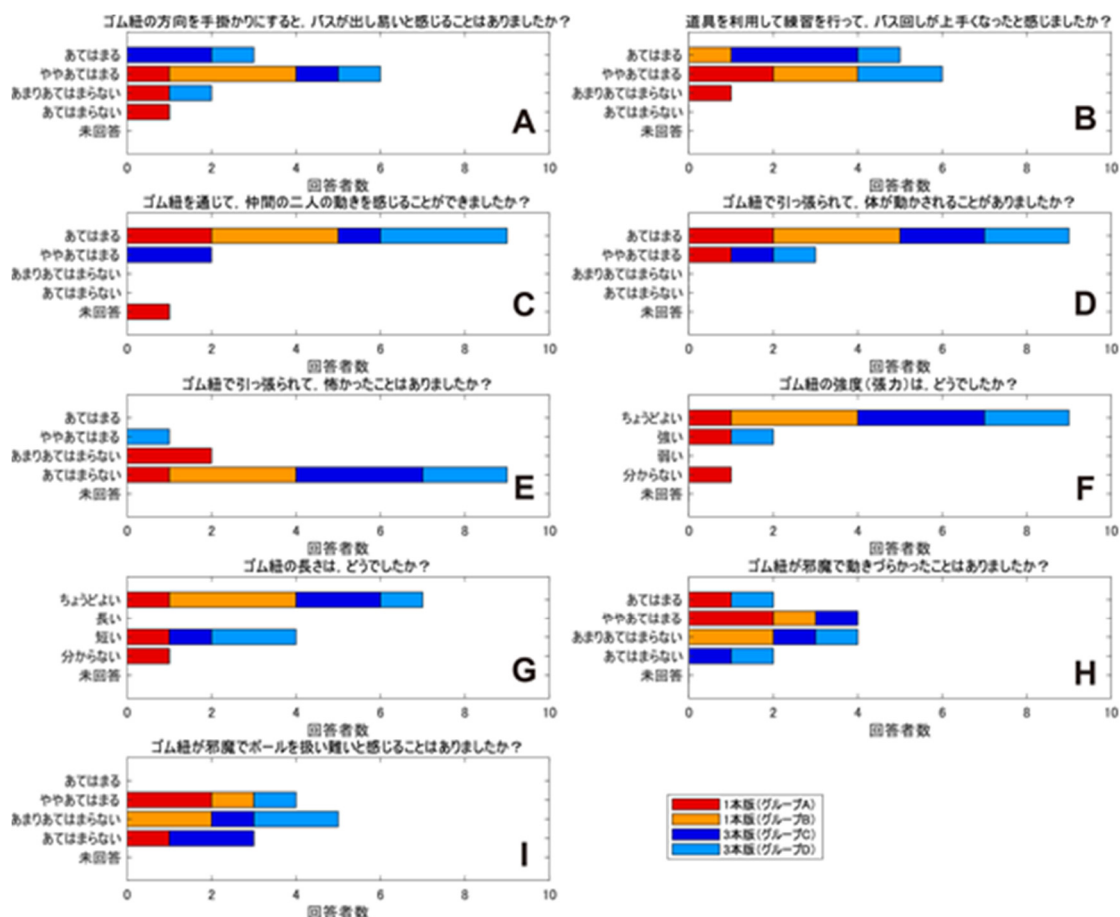 ゴム紐の方向を手掛かりにすると，パスが出し易いと感じることはありましたか？
あてはまる
ややあてはまる
あまりあてはまらない
あてはまらない
未回答
A
0 2 4 6 8 10
回答者数
道具を利用して練習を行って，パス回しが上手くなったと感じましたか？
あてはまる
ややあてはまる
あまりあてはまらない
あてはまらない
未回答
B
0 2 4 6 8 10
回答者数
ゴム紐を通じて，仲間の二人の動きを感じることができましたか？
あてはまる
ややあてはまる
あまりあてはまらない
あてはまらない
未回答
C
0 2 4 6 8 10
回答者数
ゴム紐で引っ張られて，体が動かされることがありましたか？
あてはまる
ややあてはまる
あまりあてはまらない
あてはまらない
未回答
D
0 2 4 6 8 10
回答者数
ゴム紐で引っ張られて，怖かったことはありましたか？
あてはまる
ややあてはまる
あまりあてはまらない
あてはまらない
未回答
E
0 2 4 6 8 10
回答者数
ゴム紐の強度（張力）は，どうでしたか？
ちょうどよい
強い
弱い
分からない
未回答
F
0 2 4 6 8 10
回答者数
ゴム紐の長さは，どうでしたか？
ちょうどよい
長い
短い
分からない
未回答
G
0 2 4 6 8 10
回答者数
ゴム紐が邪魔で動きづらかったことはありましたか？
あてはまる
ややあてはまる
あまりあてはまらない
あてはまらない
未回答
H
0 2 4 6 8 10
回答者数
ゴム紐が邪魔でボールを扱い難いと感じることはありましたか？
あてはまる
ややあてはまる
あまりあてはまらない
あてはまらない
未回答
I
0 2 4 6 8 10
回答者数
1本版（グループA）
1本版（グループB）
3本版（グループC）
3本版（グループD）